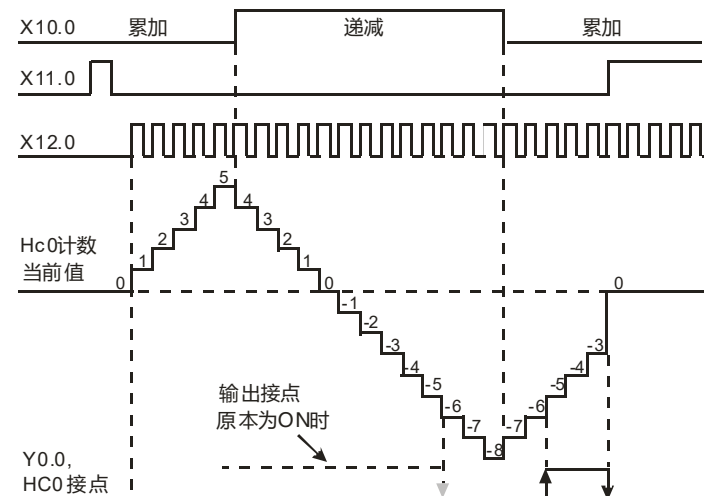 X10.0 累加 递减 累加
X11.0
X12.0
5
4 4
3 3
2 2
1 1
Hc0计数
当前值
0 0 0
-1
-2
-3 -3
-4 -4
-5 -5
-6 -6
-7 -7
-8
输出接点
原本为ON时
Y0.0,
HC0接点